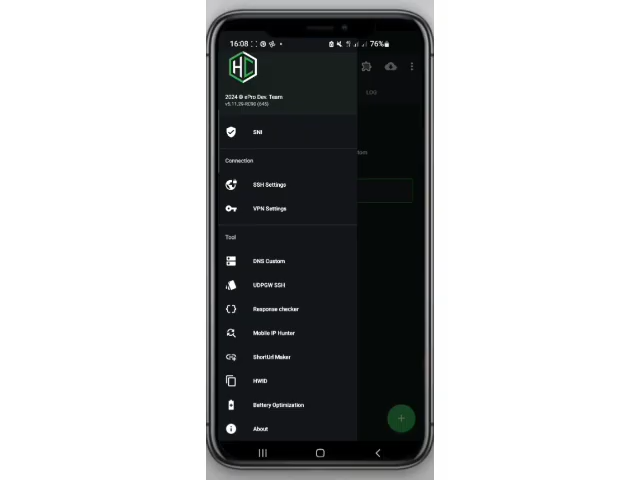 16:08
76%
HC
2024 © ePro Dev. Team
LOG
SNI
Connection
SSH Settings
VPN Settings
Tool
DNS Custom
UDPGW SSH
Response checker
Mobile IP Hunter
ShortUrl Maker
HWID
Battery Optimization
About